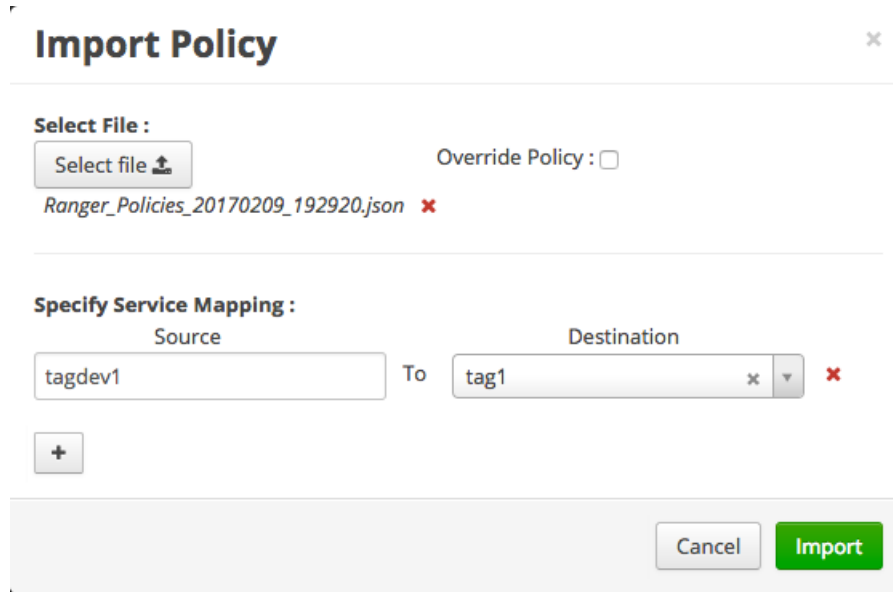 Import Policy
Select File :
Select file
Override Policy :
Ranger_Policies_20170209_192920.json
Specify Service Mapping :
Source
Destination
tagdev1
To
tag1
Cancel
Import